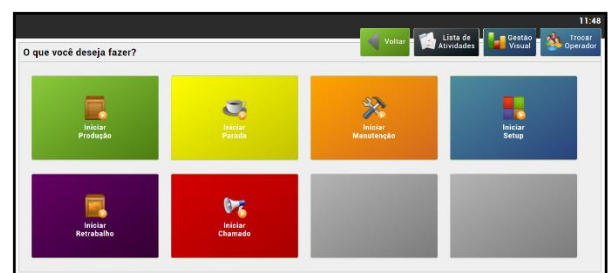 11:48
O que você deseja fazer?
Voltar
Lista de
Atividades
Gestão
Visual
Trocar
Operador
Iniciar
Produção
Iniciar
Parada
Iniciar
Manutenção
Iniciar
Setup
Iniciar
Retrabalho
Iniciar
Chamado